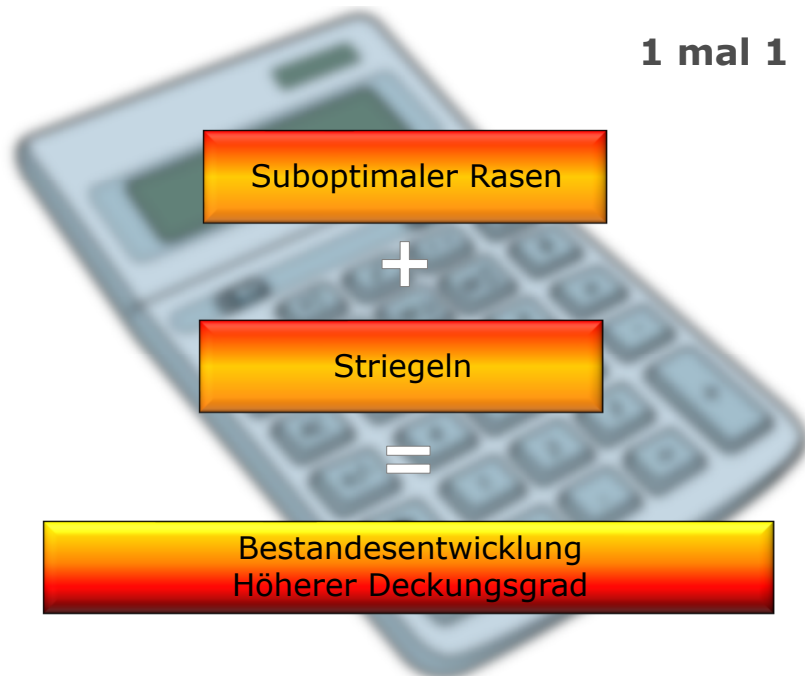 1 mal 1
Suboptimaler Rasen
+
Striegeln
=
Bestandesentwicklung
Höherer Deckungsgrad